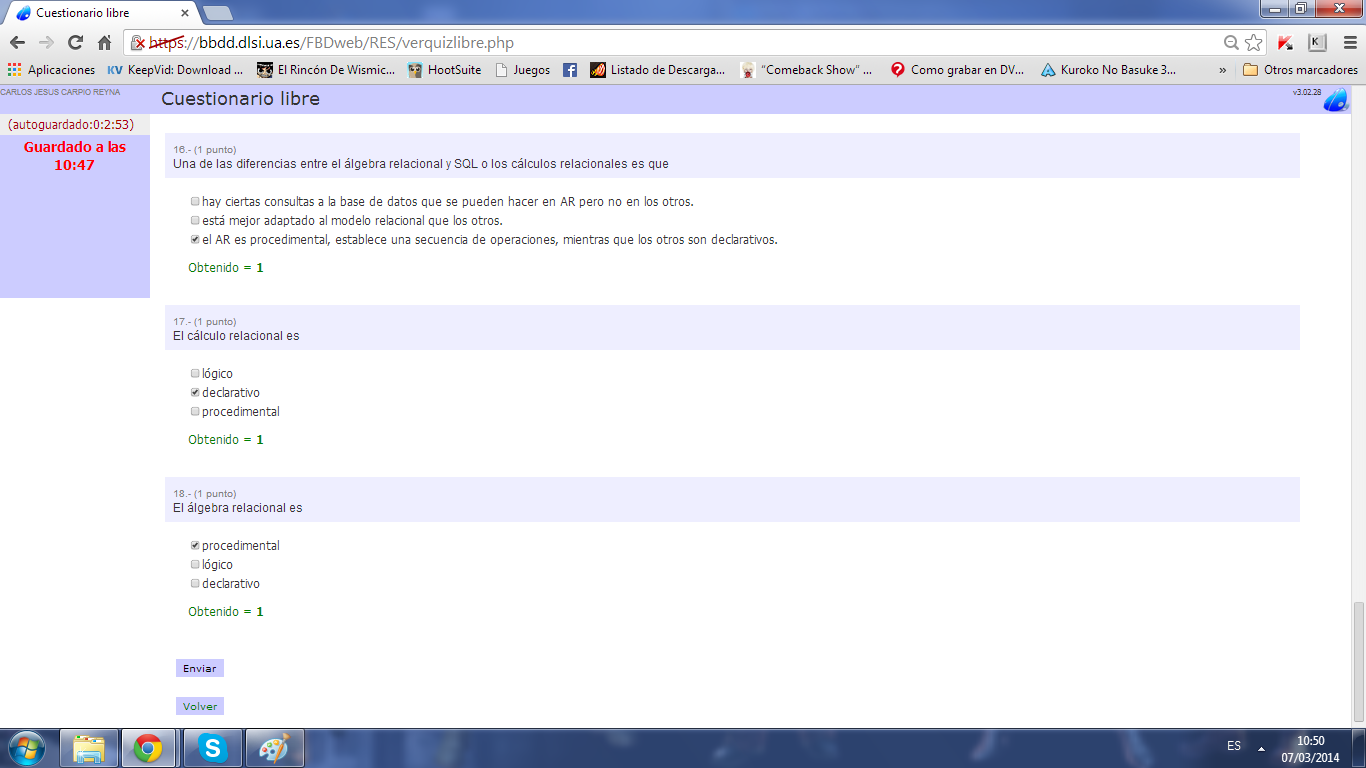 Cuestionario libre
https://bbdd.dlsi.ua.es/FBDweb/RES/verquizlibre.php
Aplicaciones KV KeepVid: Download ... El Rincón De Wismic... HootSuite Juegos Listado de Descarga... "Comeback Show" ... Como grabar en DV... Kuroko No Basuke 3... » Otros marcadores
CARLOS JESUS CARPIO REYNA
Cuestionario libre
v3.02.28
(autoguardado:0:2:53)
Guardado a las
10:47
16.- (1 punto)
Una de las diferencias entre el álgebra relacional y SQL o los cálculos relacionales es que
hay ciertas consultas a la base de datos que se pueden hacer en AR pero no en los otros.
está mejor adaptado al modelo relacional que los otros.
el AR es procedimental, establece una secuencia de operaciones, mientras que los otros son declarativos.
Obtenido = 1
17.- (1 punto)
El cálculo relacional es
lógico
declarativo
procedimental
Obtenido = 1
18.- (1 punto)
El álgebra relacional es
procedimental
lógico
declarativo
Obtenido = 1
Enviar
Volver
ES
10:50
07/03/2014